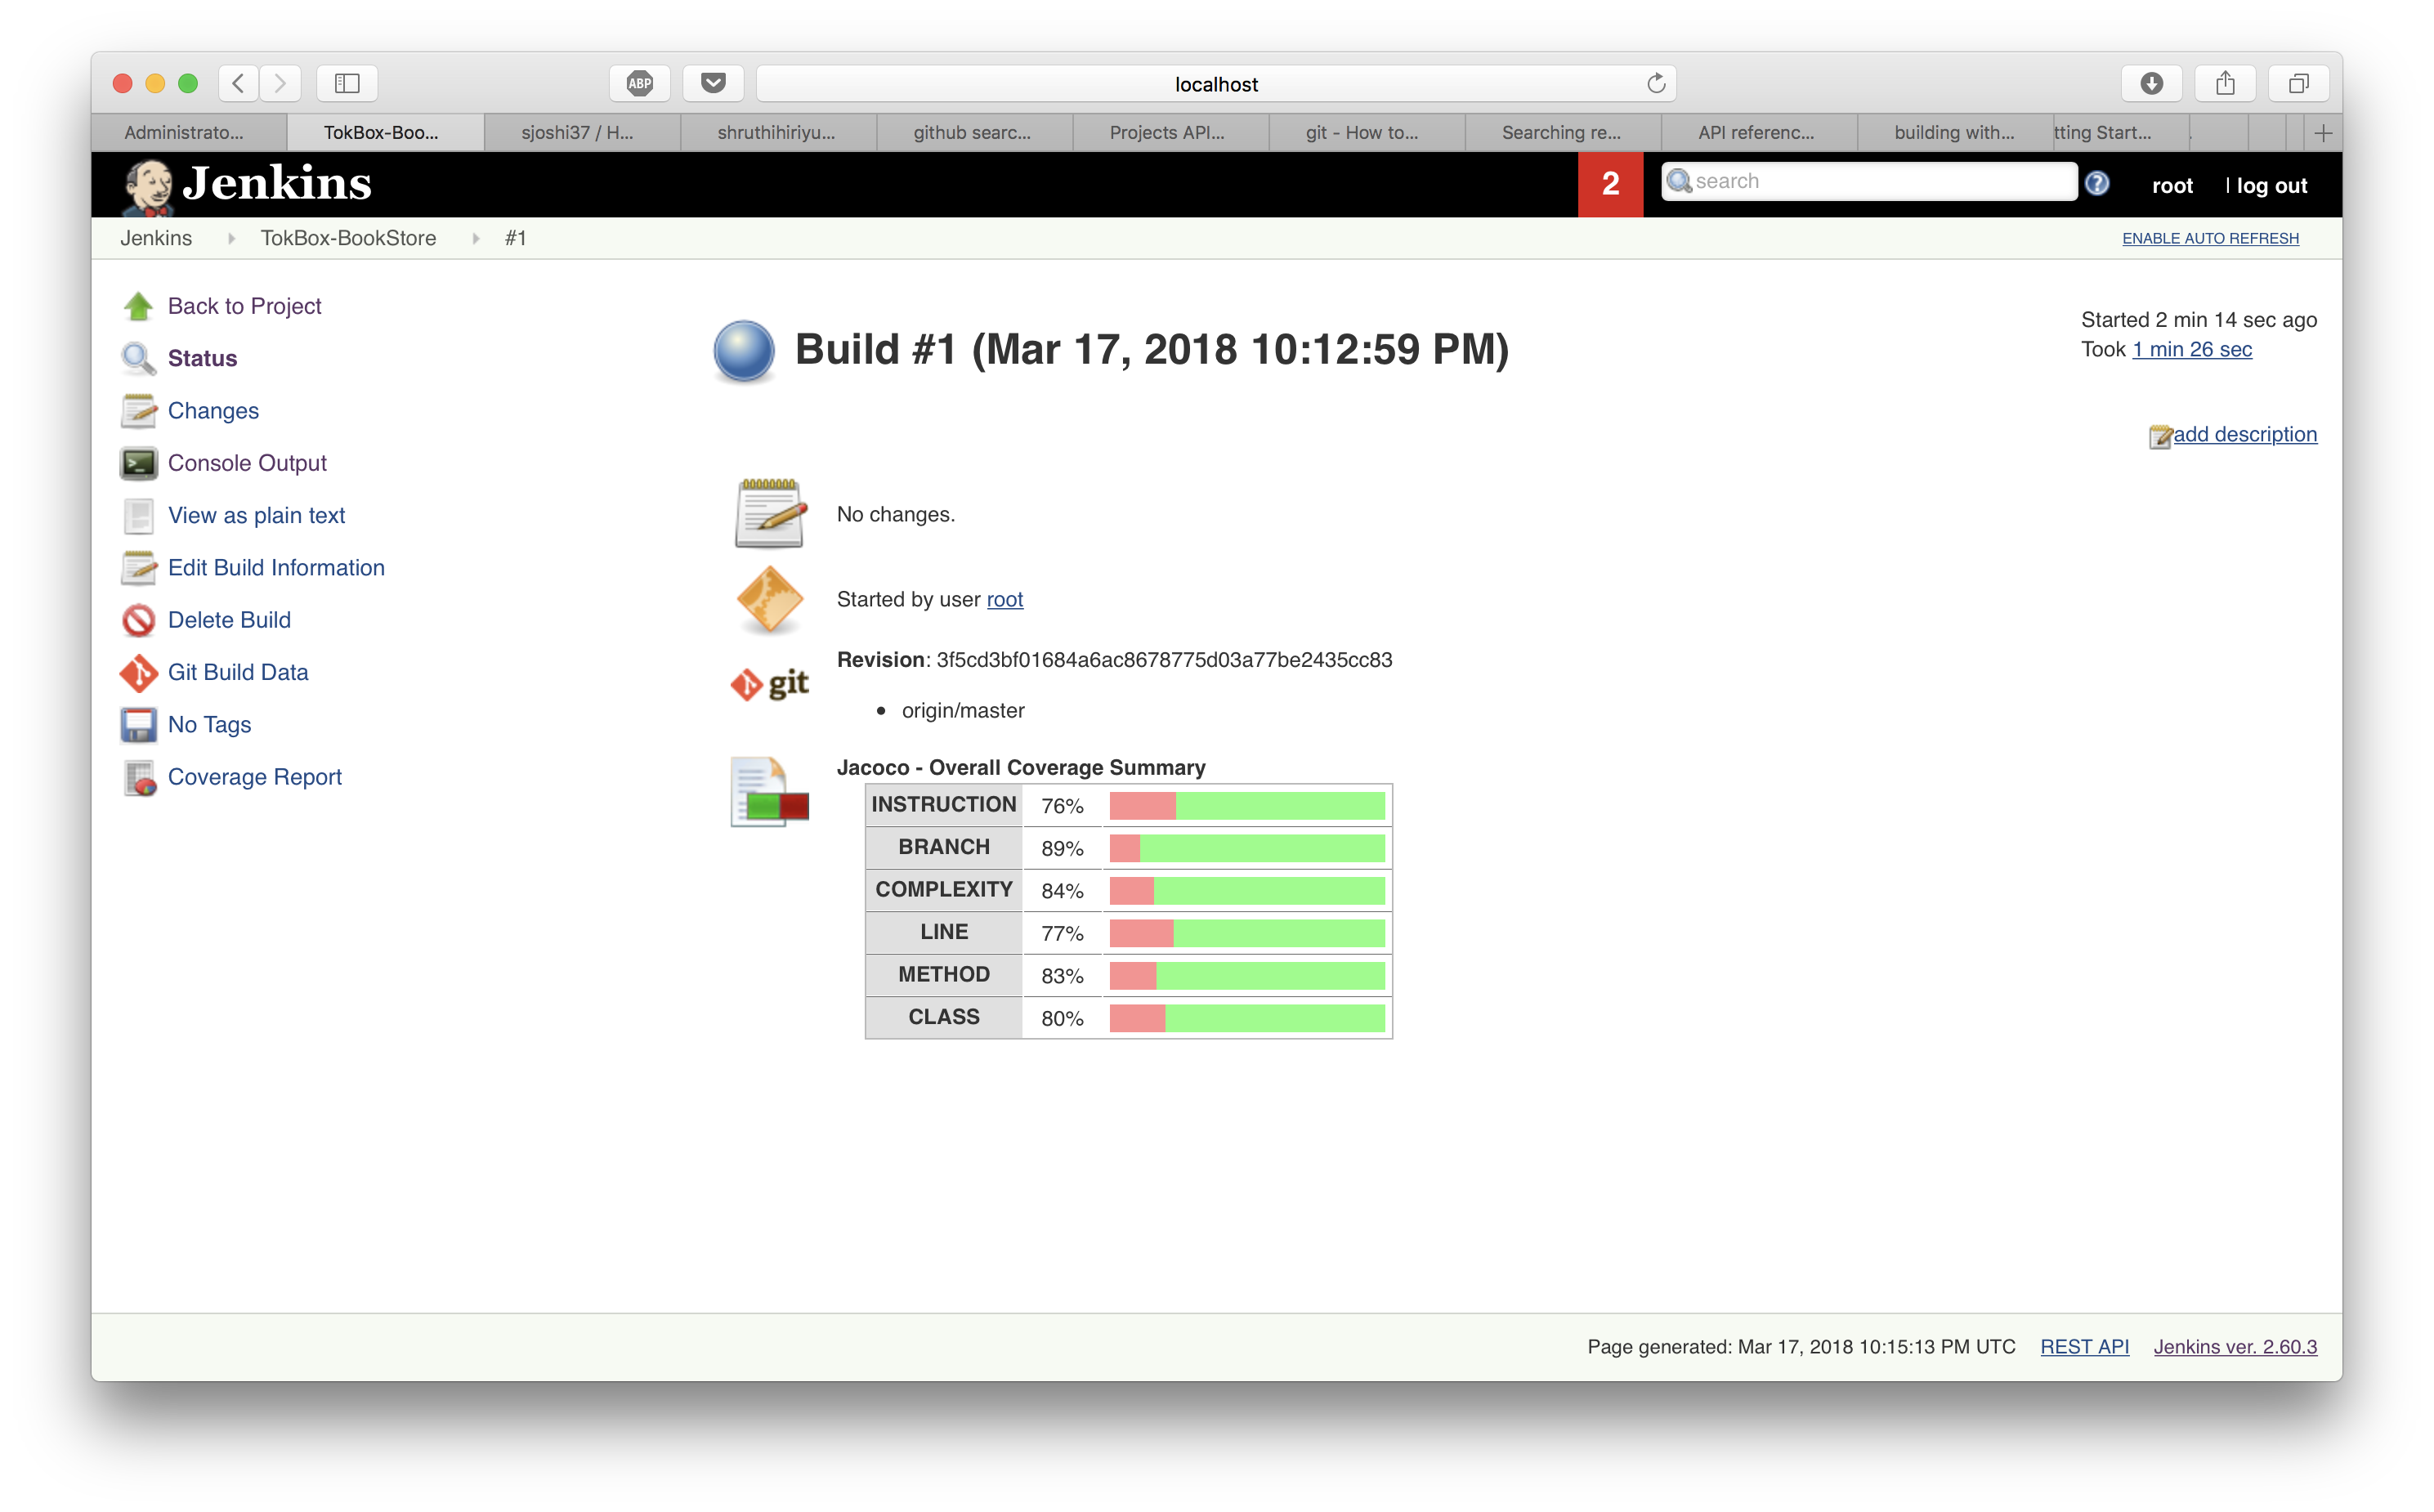 ABP
localhost
Administrato...
TokBox-Boo...
sjoshi37 / H...
shruthihiriyu...
github searc...
Projects API...
git - How to...
Searching re...
API referenc...
building with...
tting Start...
Jenkins
2
search
root
| log out
Jenkins
TokBox-BookStore
#1
ENABLE AUTO REFRESH
Back to Project
Status
Changes
Console Output
View as plain text
Edit Build Information
Delete Build
Git Build Data
No Tags
Coverage Report
Build #1 (Mar 17, 2018 10:12:59 PM)
Started 2 min 14 sec ago
Took 1 min 26 sec
add description
No changes.
Started by user root
git
Revision: 3f5cd3bf01684a6ac8678775d03a77be2435cc83
• origin/master
Jacoco - Overall Coverage Summary
INSTRUCTION 76%
BRANCH 89%
COMPLEXITY 84%
LINE 77%
METHOD 83%
CLASS 80%
Page generated: Mar 17, 2018 10:15:13 PM UTC
REST API
Jenkins ver. 2.60.3